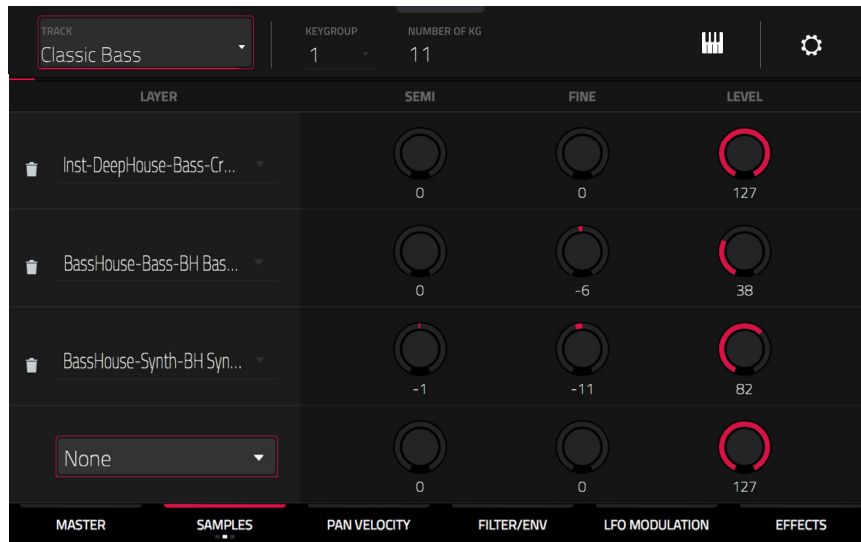 TRACK KEYGROUP NUMBER OF KG
Classic Bass 1 11
LAYER SEMI FINE LEVEL
Inst-DeepHouse-Bass-Cr...
0 0 127
BassHouse-Bass-BH Bas...
0 -6 38
BassHouse-Synth-BH Syn...
-1 -11 82
None
0 0 127
MASTER SAMPLES PAN VELOCITY FILTER/ENV LFO MODULATION EFFECTS